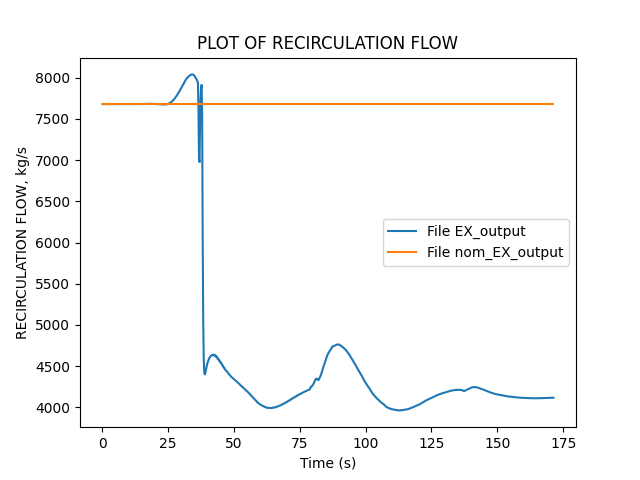 PLOT OF RECIRCULATION FLOW
RECIRCULATION FLOW, kg/s
8000
7500
7000
6500
6000
5500
5000
4500
4000
File EX_output
File nom_EX_output
0 25 50 75 100 125 150 175
Time (s)